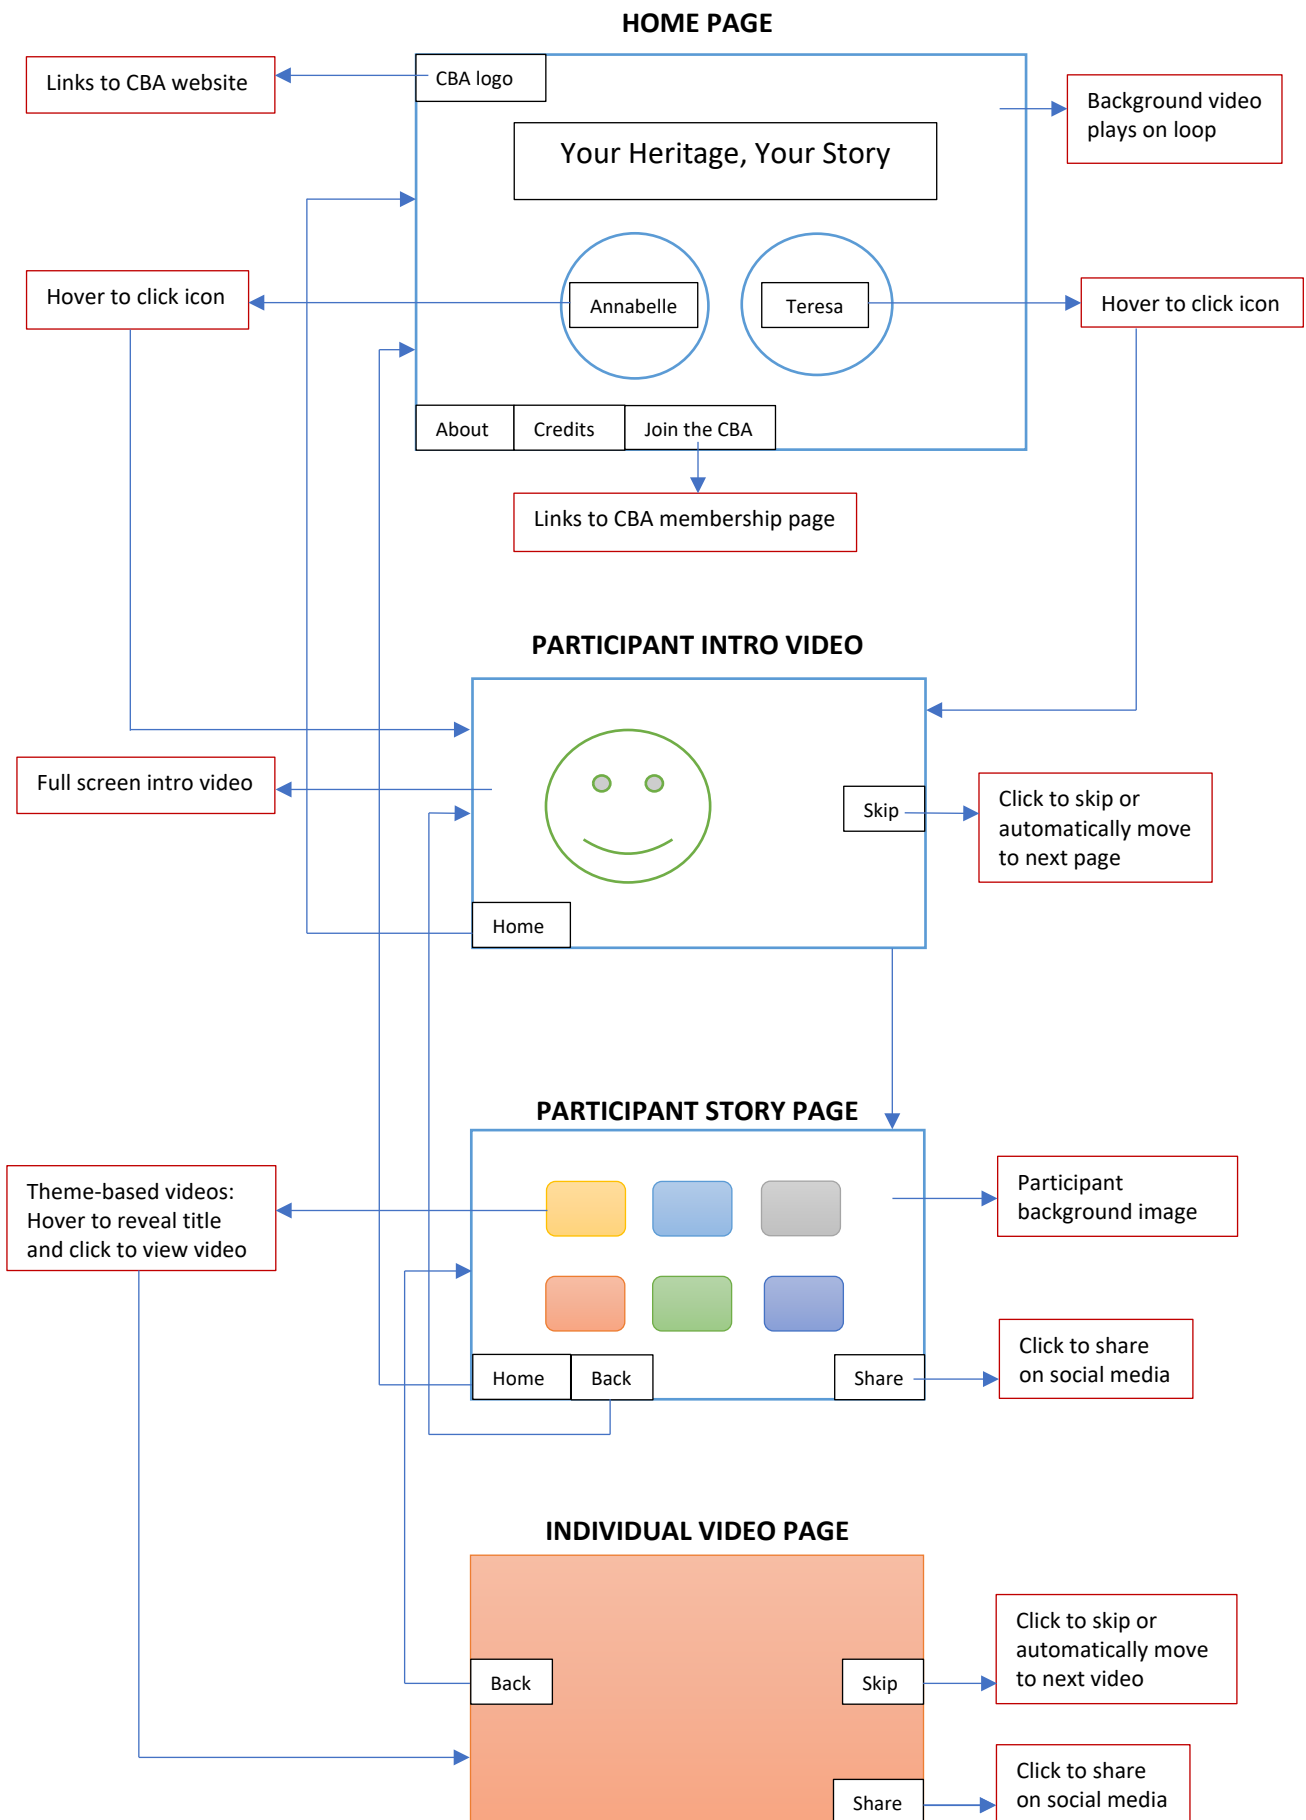 HOME PAGE
Links to CBA website
CBA logo
Background video
plays on loop
Your Heritage, Your Story
Hover to click icon
Annabelle
Teresa
Hover to click icon
About
Credits
Join the CBA
Links to CBA membership page
PARTICIPANT INTRO VIDEO
Full screen intro video
Skip
Click to skip or
automatically move
to next page
Home
PARTICIPANT STORY PAGE
Theme-based videos:
Hover to reveal title
and click to view video
Participant
background image
Home
Back
Share
Click to share
on social media
INDIVIDUAL VIDEO PAGE
Back
Skip
Click to skip or
automatically move
to next video
Share
Click to share
on social media